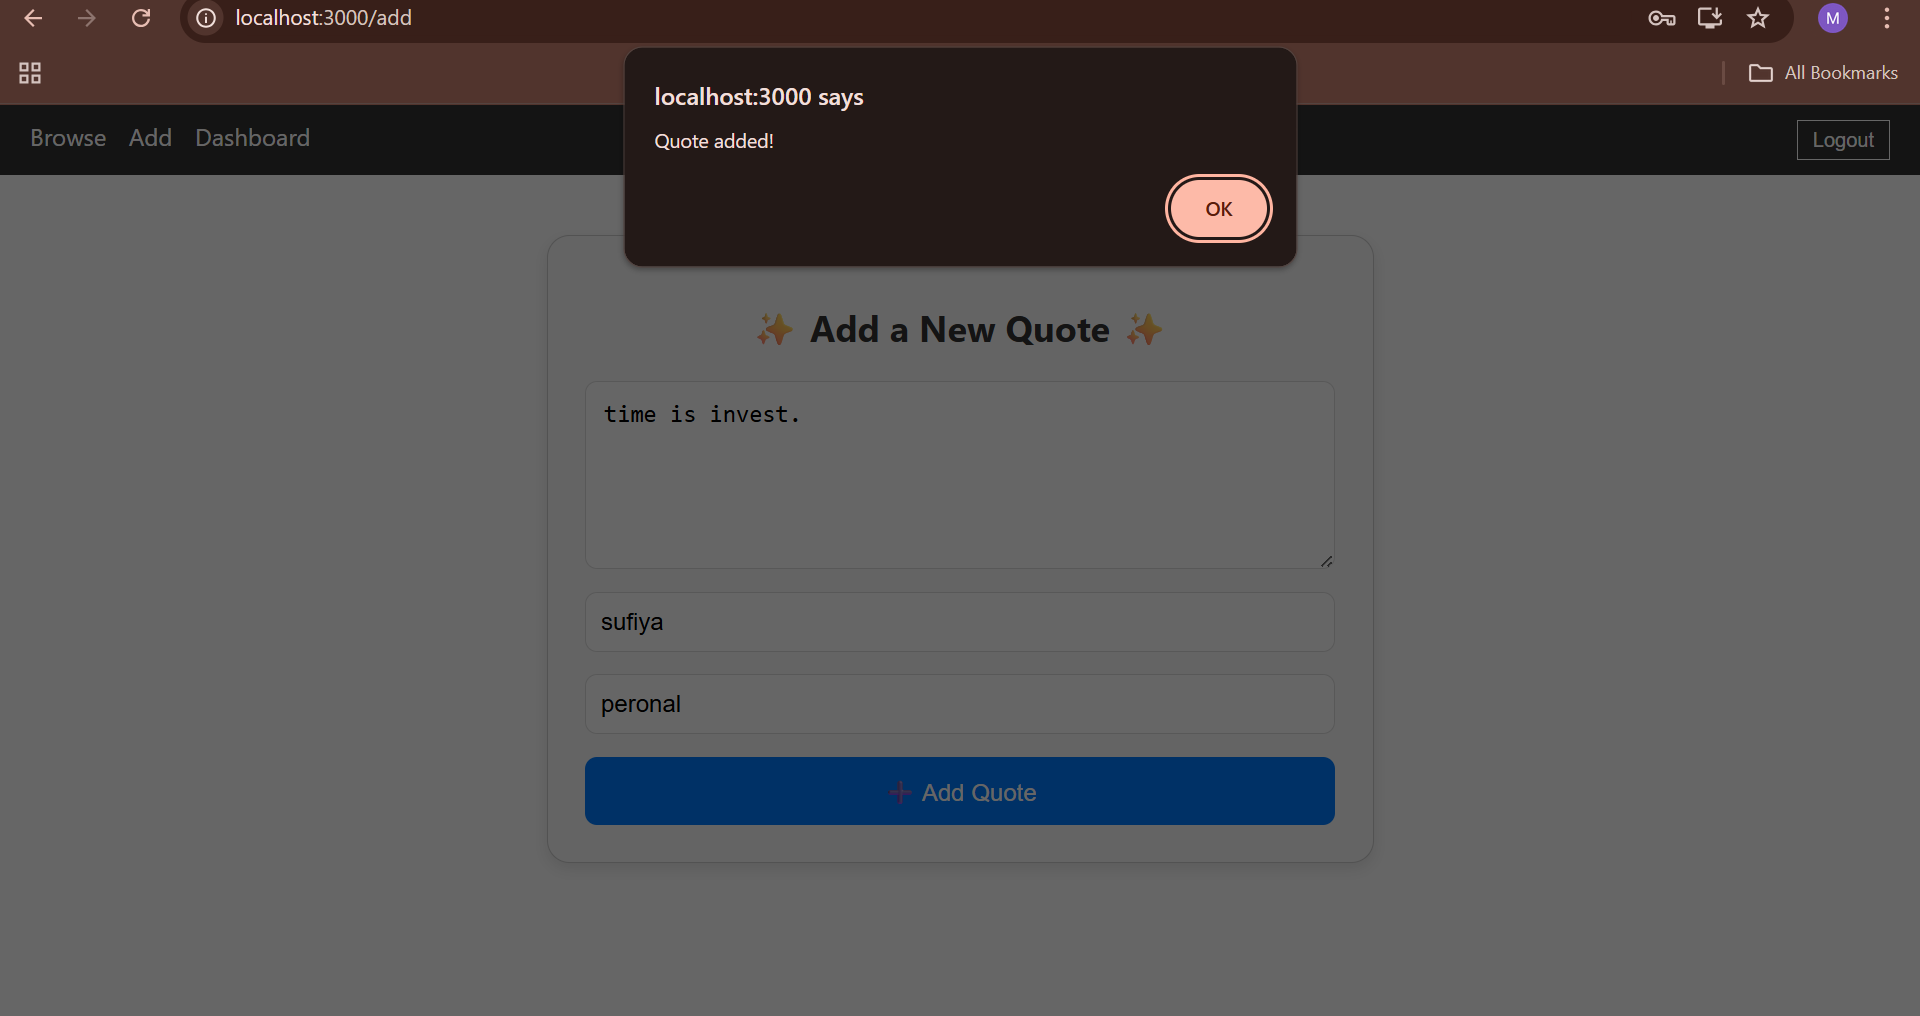 localhost:3000/add
M
All Bookmarks
localhost:3000 says
Quote added!
OK
Browse Add Dashboard
Logout
✨ Add a New Quote ✨
time is invest.
sufiya
peronal
➕ Add Quote